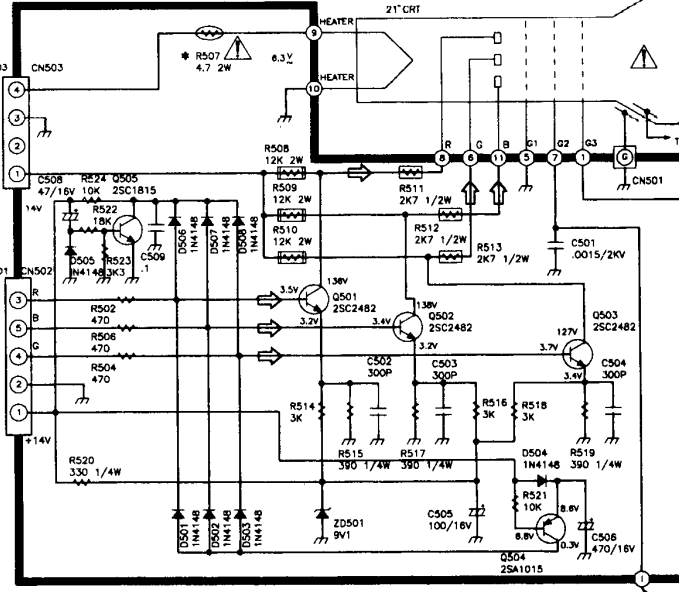 21" CRT
HEATER
9
* R507
4.7 2W
6.3V
CN503
4
3
2
1
HEATER
10
R G B G1 G2 G3
8 6 11 5 7 1 G
CN501
R508
12K 2W
R509
12K 2W
R510
12K 2W
R511
2K7 1/2W
R512
2K7 1/2W
R513
2K7 1/2W
C501
.0015/2KV
C508
47/16V
R524
10K
Q505
2SC1815
14V
R522
18K
D505
1N4148
R523
3K3
C509
.1
D506
1N4148
D507
1N4148
D508
1N4148
CN502
3 R
5 B
4 G
2
1
+14V
R502
470
R506
470
R504
470
3.5V
138V
Q501
2SC2482
3.2V
3.4V
138V
Q502
2SC2482
3.2V
127V
Q503
2SC2482
3.7V
3.4V
C502
300P
C503
300P
C504
300P
R514
3K
R515
390 1/4W
R517
390 1/4W
R516
3K
R518
3K
R519
390 1/4W
R520
330 1/4W
D504
1N4148
R521
10K
D501
1N4148
D502
1N4148
D503
1N4148
ZD501
9V1
C505
100/16V
8.6V
8.8V
0.3V
Q504
2SA1015
C506
470/16V
1